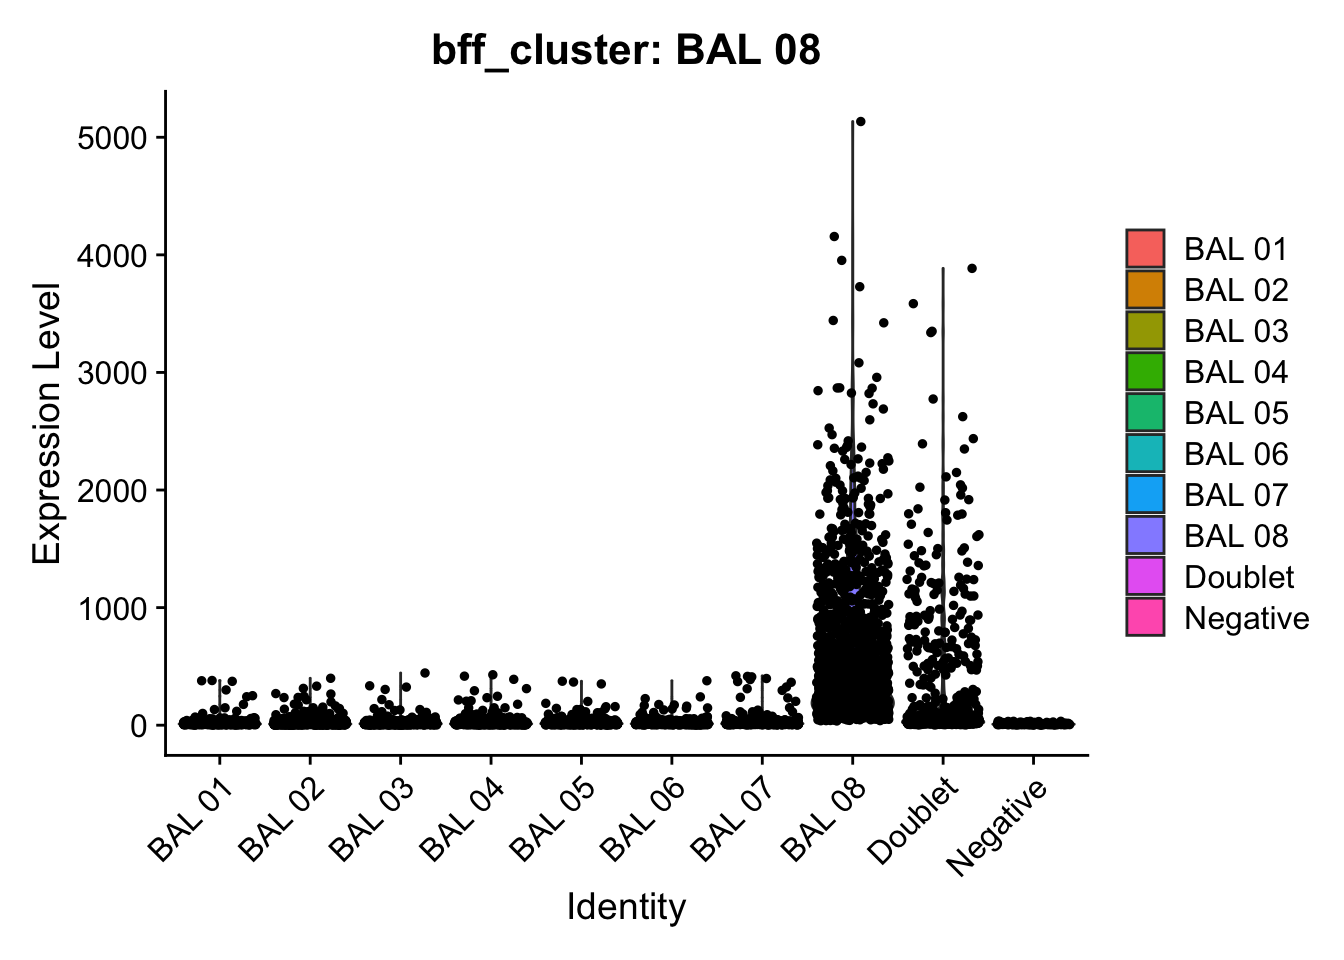 bff_cluster: BAL 08
Expression Level
5000
4000
3000
2000
1000
0
BAL 01
BAL 02
BAL 03
BAL 04
BAL 05
BAL 06
BAL 07
BAL 08
Doublet
Negative
Identity
BAL 01
BAL 02
BAL 03
BAL 04
BAL 05
BAL 06
BAL 07
BAL 08
Doublet
Negative